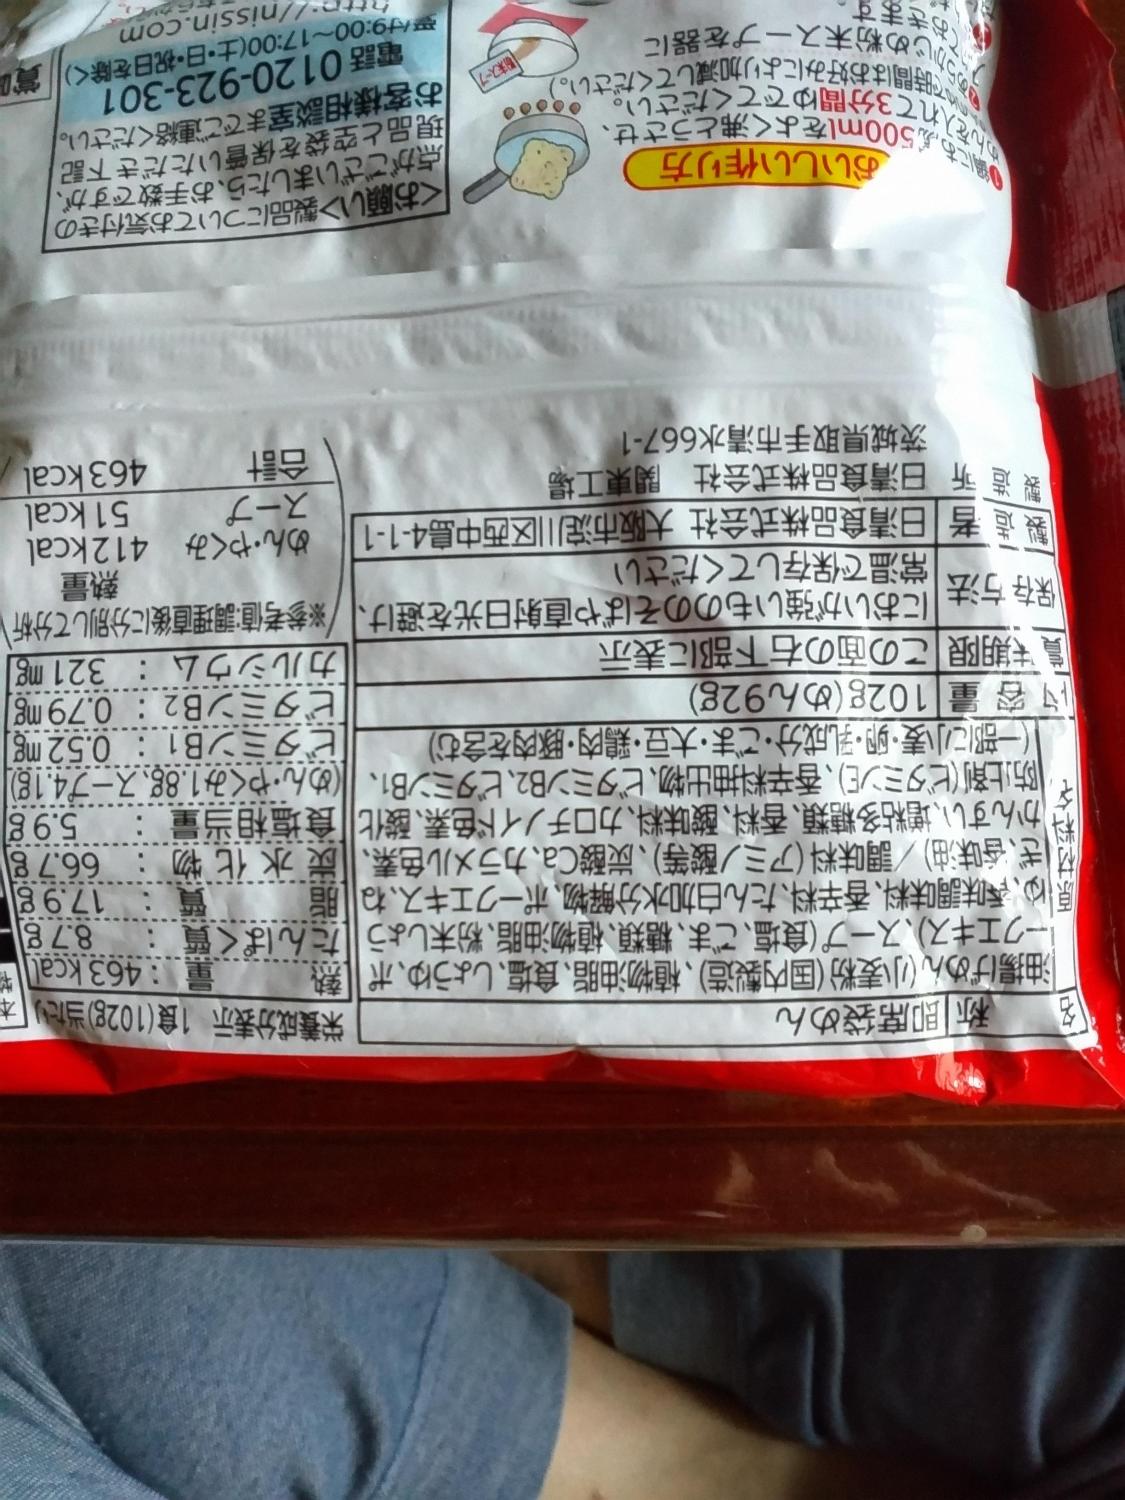 名 称 即席袋めん
原材料名 油揚げめん(小麦粉(国内製造)、植物油脂、食塩、しょうゆ、ポ
ークエキス)、スープ(食塩、ごま、糖類、植物油脂、粉末しょう
ゆ、香味調味料、香辛料、たん白加水分解物、ポークエキス、ね
ぎ、香味油)／調味料(アミノ酸等)、炭酸Ca、カラメル色素、
かんすい、増粘多糖類、香料、酸味料、カロチノイド色素、酸化
防止剤(ビタミンE)、香辛料抽出物、ビタミンB2、ビタミンB1、
(一部に小麦・卵・乳成分・ごま・大豆・鶏肉・豚肉を含む)
内容量 102g(めん92g)
賞味期限 この面の右下部に表示
保存方法 においが強いもののそばや直射日光を避け、
常温で保存してください
製造者 日清食品株式会社 大阪市淀川区西中島4-1-1
製造所 日清食品株式会社 関東工場
茨城県取手市清水667-1
栄養成分表示 1食(102g)当たり
熱量 : 463kcal
たんぱく質 : 8.7g
脂質 : 17.9g
炭水化物 : 66.7g
食塩相当量 : 5.9g
(めん・やくみ1.8g、スープ4.1g)
ビタミンB1 : 0.52mg
ビタミンB2 : 0.79mg
カルシウム : 321mg
※参考値:調理直後に分別して分析
熱量
めん・やくみ 412kcal
スープ 51kcal
合計 463kcal
<お願い>製品についてお気付きの
点がございましたら、お手数ですが、
現品と空袋を保管いただき下記
お客様相談室までご連絡ください。
電話 0120-923-301
受付9:00～17:00(土・日・祝日を除く)
http://nissin.com
おいしい作り方
500mlをよく沸とうさせ、
めんを入れて3分間ゆでてください。
(ゆで時間はお好みにより加減してください。)
あらかじめ粉末スープを器に
粉末スープ